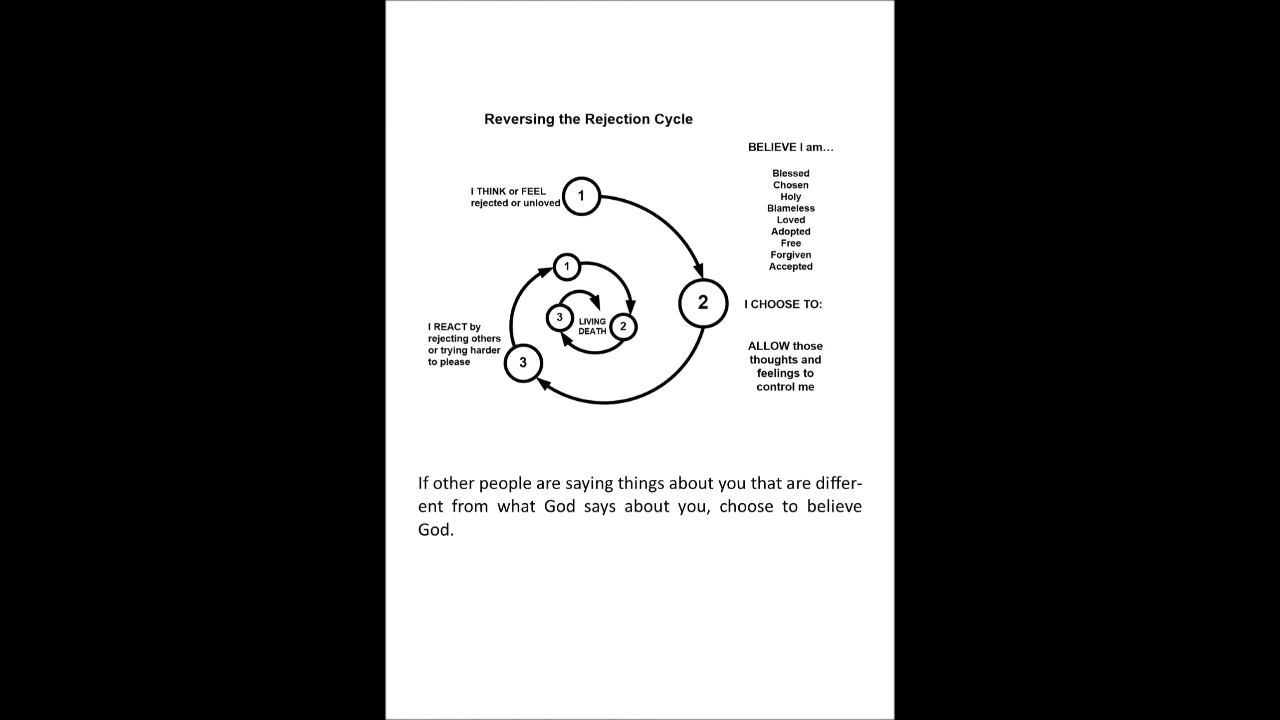 Reversing the Rejection Cycle
BELIEVE I am...
Blessed
Chosen
Holy
Blameless
Loved
Adopted
Free
Forgiven
Accepted
I THINK or FEEL
rejected or unloved
1
2
I CHOOSE TO:
ALLOW those
thoughts and
feelings to
control me
I REACT by
rejecting others
or trying harder
to please
3
1
2
3
LIVING
DEATH
If other people are saying things about you that are differ-
ent from what God says about you, choose to believe
God.